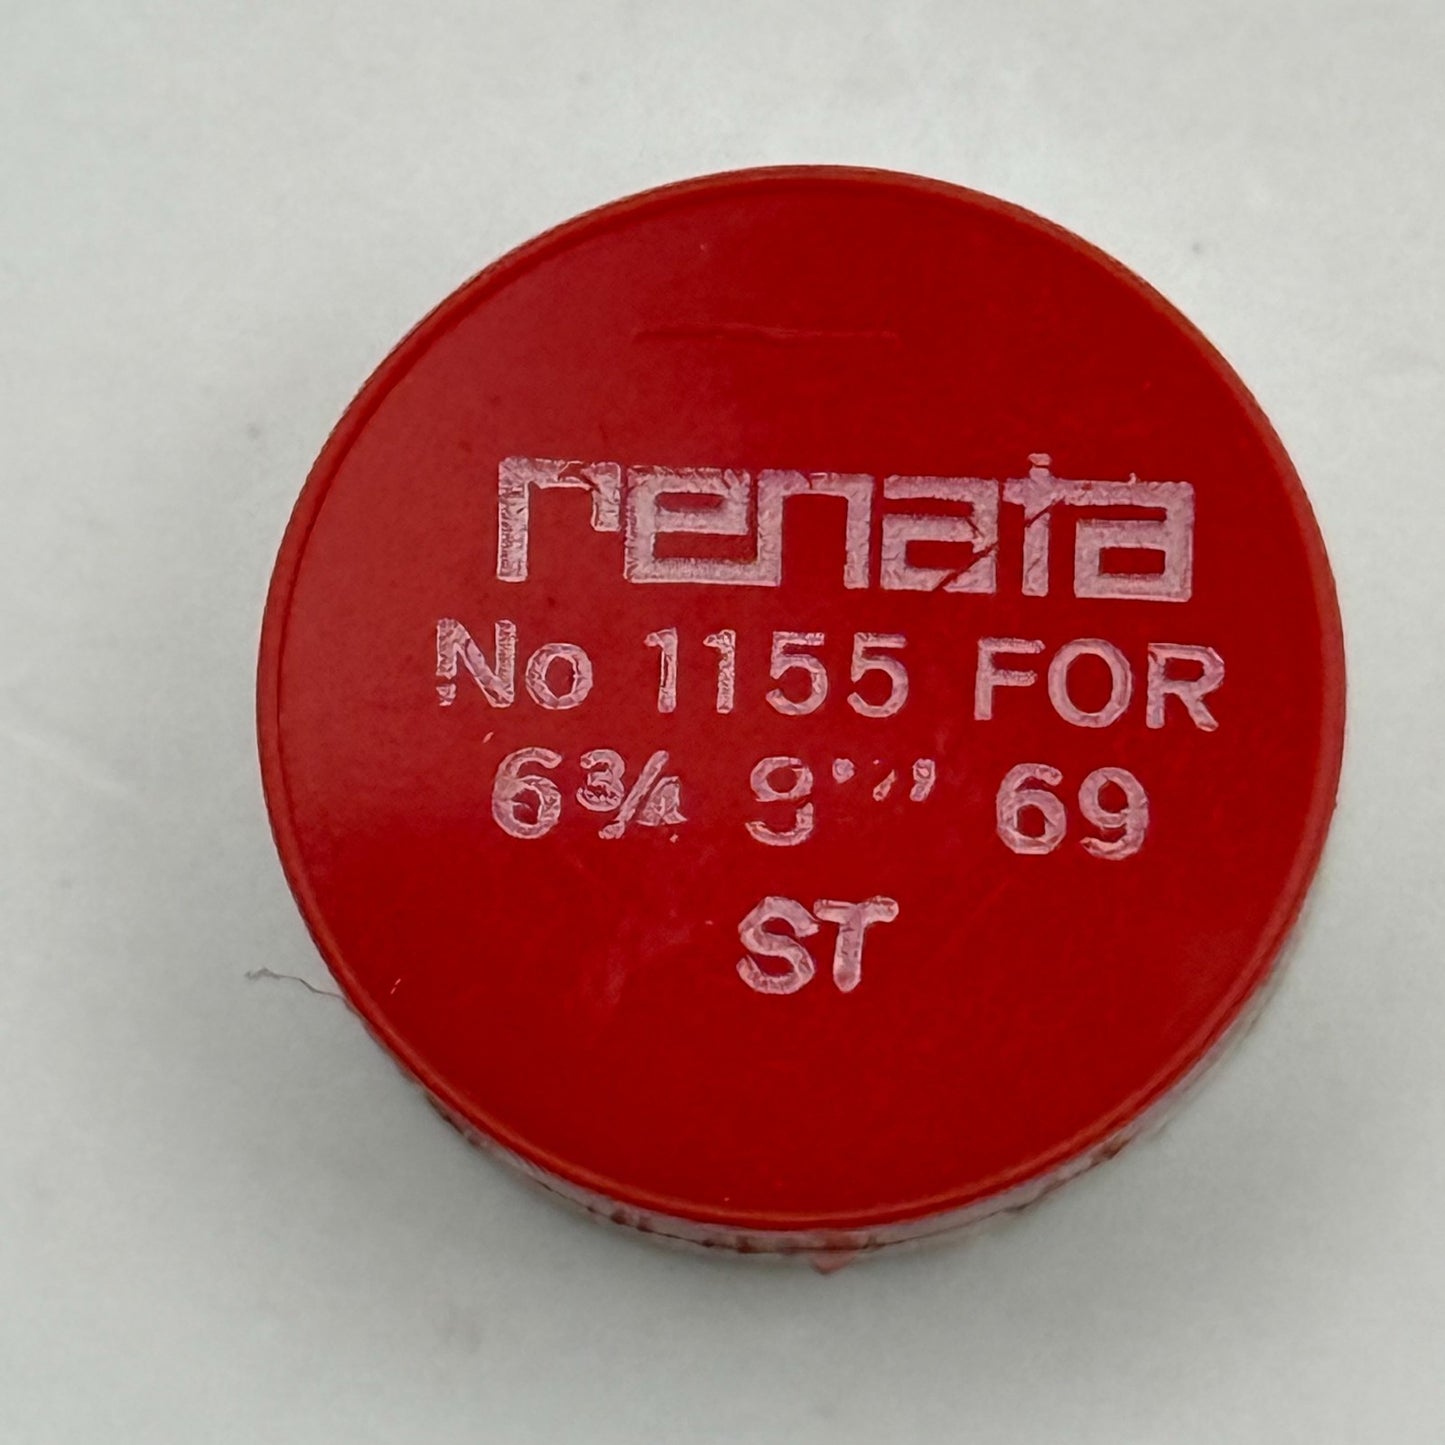 renata
No 1155 FOR
6¾ 9''' 69
ST